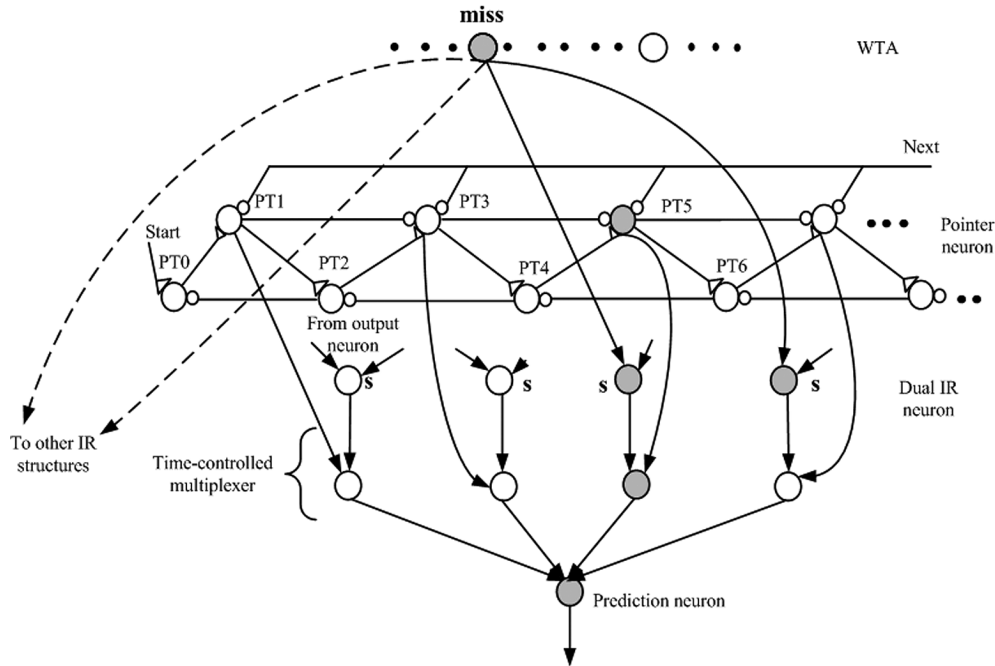 miss
WTA
Next
PT1
PT3
PT5
Pointer
neuron
Start
PT0
PT2
PT4
PT6
From output
neuron
s
s
s
s
Dual IR
neuron
To other IR
structures
Time-controlled
multiplexer
Prediction neuron